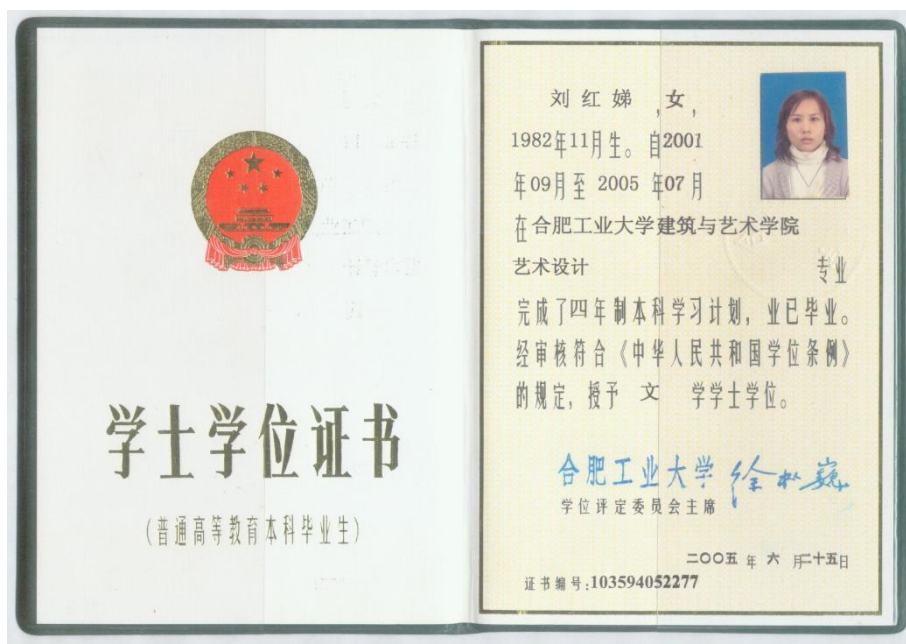 学士学位证书
(普通高等教育本科毕业生)
刘红娣,女,
1982年11月生。自2001
年09月至 2005 年07月
在合肥工业大学建筑与艺术学院
艺术设计 专业
完成了四年制本科学习计划，业已毕业。
经审核符合《中华人民共和国学位条例》
的规定，授予 文 学学士学位。
合肥工业大学
学位评定委员会主席
二〇〇五 年 六 月二十五日
证书编号:103594052277